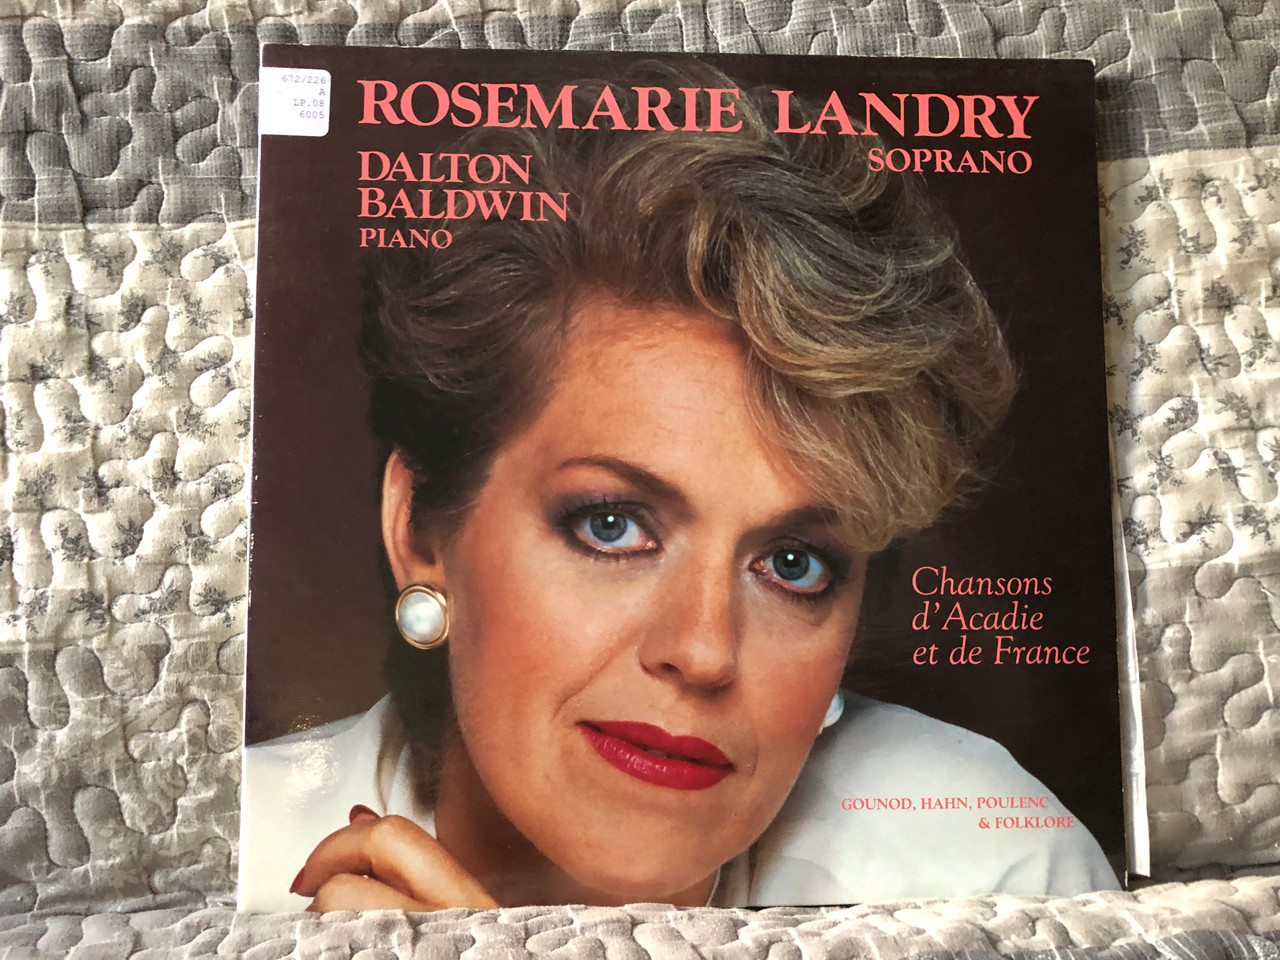 672/226
A
LP.08
6005
ROSEMARIE LANDRY
SOPRANO
DALTON
BALDWIN
PIANO
Chansons
d'Acadie
et de France
GOUNOD, HAHN, POULENC
& FOLKLORE